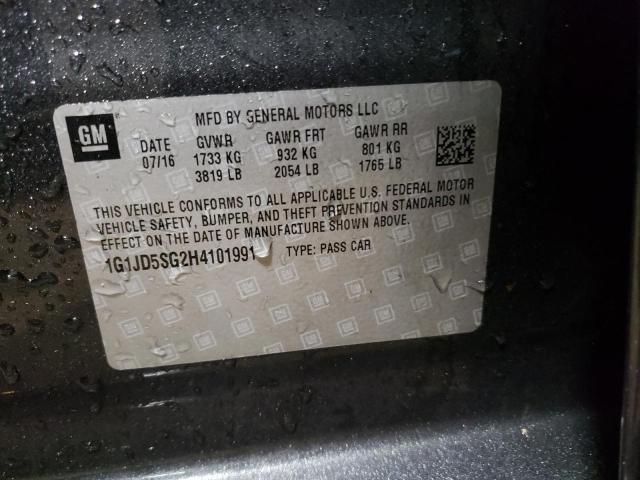 GM
MFD BY GENERAL MOTORS LLC
DATE GVWR GAWR FRT GAWR RR
07/16 1733 KG 932 KG 801 KG
3819 LB 2054 LB 1765 LB
THIS VEHICLE CONFORMS TO ALL APPLICABLE U.S. FEDERAL MOTOR
VEHICLE SAFETY, BUMPER, AND THEFT PREVENTION STANDARDS IN
EFFECT ON THE DATE OF MANUFACTURE SHOWN ABOVE.
1G1JD5SG2H4101991 TYPE: PASS CAR